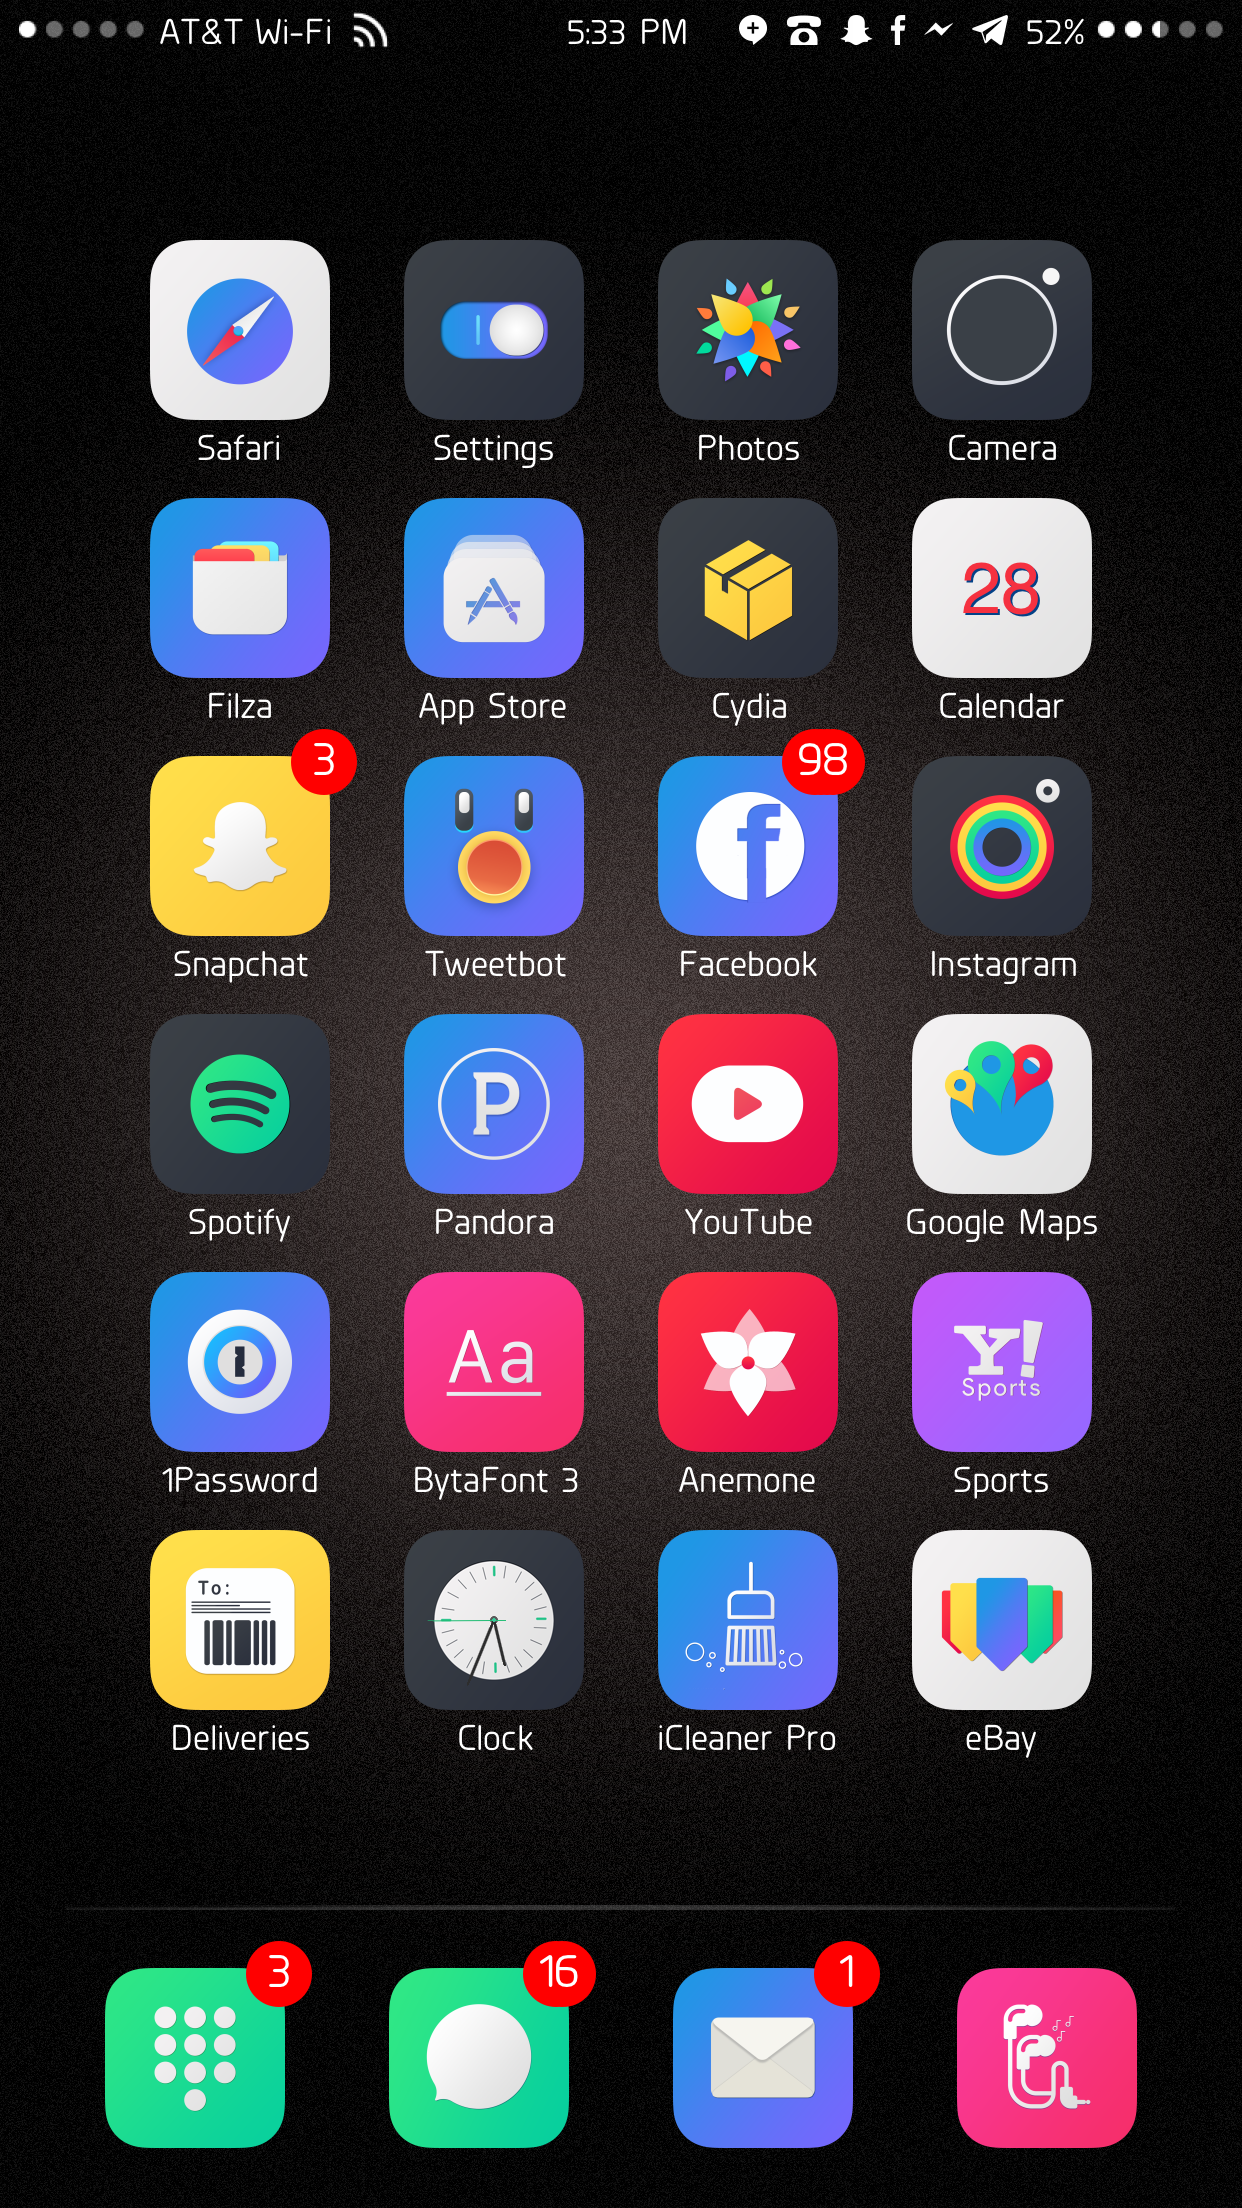 AT&T Wi-Fi 5:33 PM 52%
Safari Settings Photos Camera
28
Filza App Store Cydia Calendar
3 98
Snapchat Tweetbot Facebook Instagram
P
Spotify Pandora YouTube Google Maps
1 Aa Y!
Sports
1Password BytaFont 3 Anemone Sports
To:
Deliveries Clock iCleaner Pro eBay
3 16 1